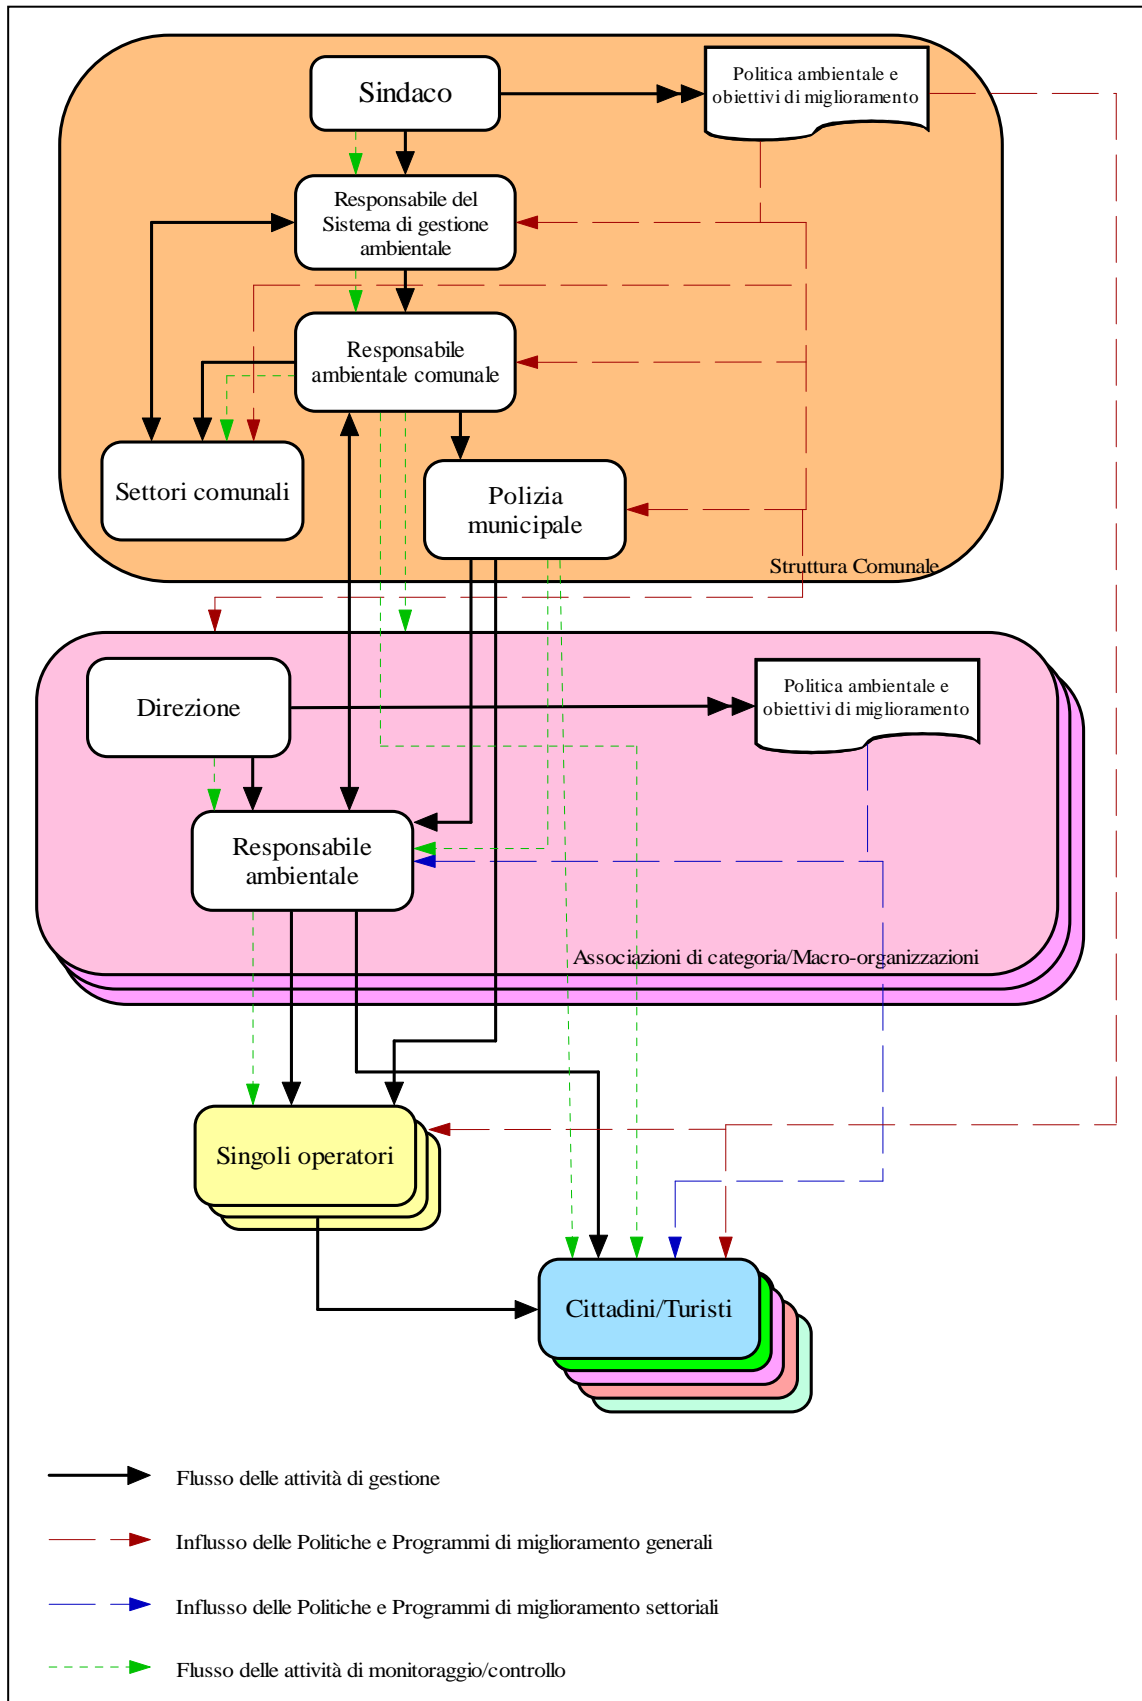 Sindaco
Politica ambientale e
obiettivi di miglioramento
Responsabile del
Sistema di gestione
ambientale
Responsabile
ambientale comunale
Settori comunali
Polizia
municipale
Struttura Comunale
Direzione
Politica ambientale e
obiettivi di miglioramento
Responsabile
ambientale
Associazioni di categoria/Macro-organizzazioni
Singoli operatori
Cittadini/Turisti
Flusso delle attività di gestione
Influsso delle Politiche e Programmi di miglioramento generali
Influsso delle Politiche e Programmi di miglioramento settoriali
Flusso delle attività di monitoraggio/controllo